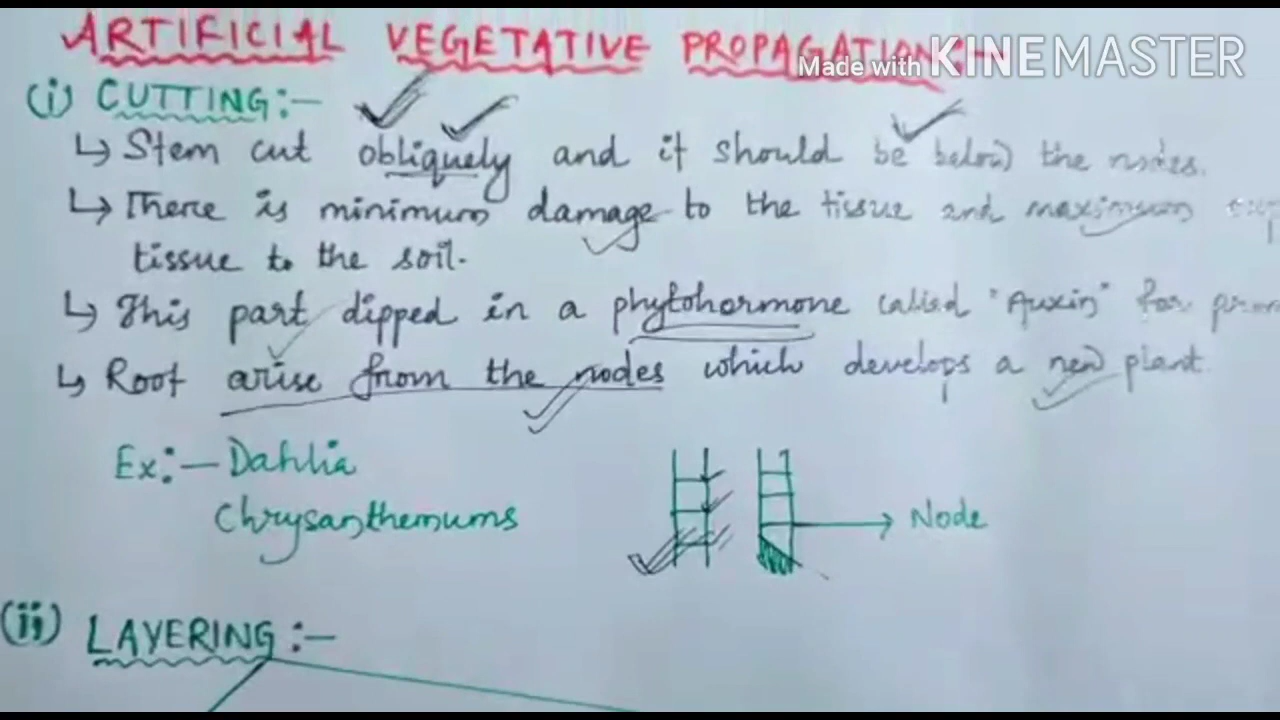 ARTIFICIAL VEGETATIVE PROPAGATION:-
Made with KINEMASTER
(i) CUTTING:-
↳ Stem cut obliquely and it should be below the nodes.
↳ There is minimum damage to the tissue and maximum
tissue to the soil.
↳ This part dipped in a phytohormone called "Auxin" for
↳ Root arise from the nodes which develops a new plant.
Ex:- Dahlia
Chrysanthemums
Node
(ii) LAYERING:-